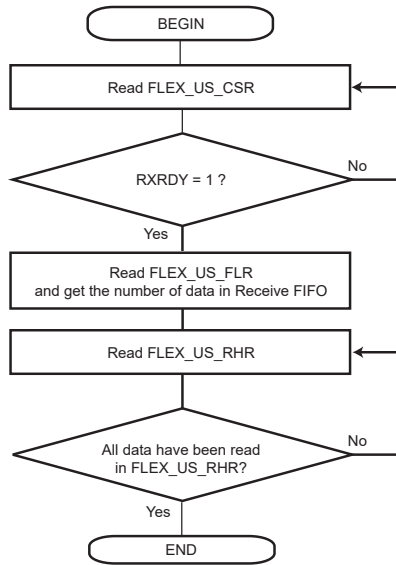 BEGIN
Read FLEX_US_CSR
RXRDY = 1 ?
No
Yes
Read FLEX_US_FLR
and get the number of data in Receive FIFO
Read FLEX_US_RHR
All data have been read
in FLEX_US_RHR?
No
Yes
END